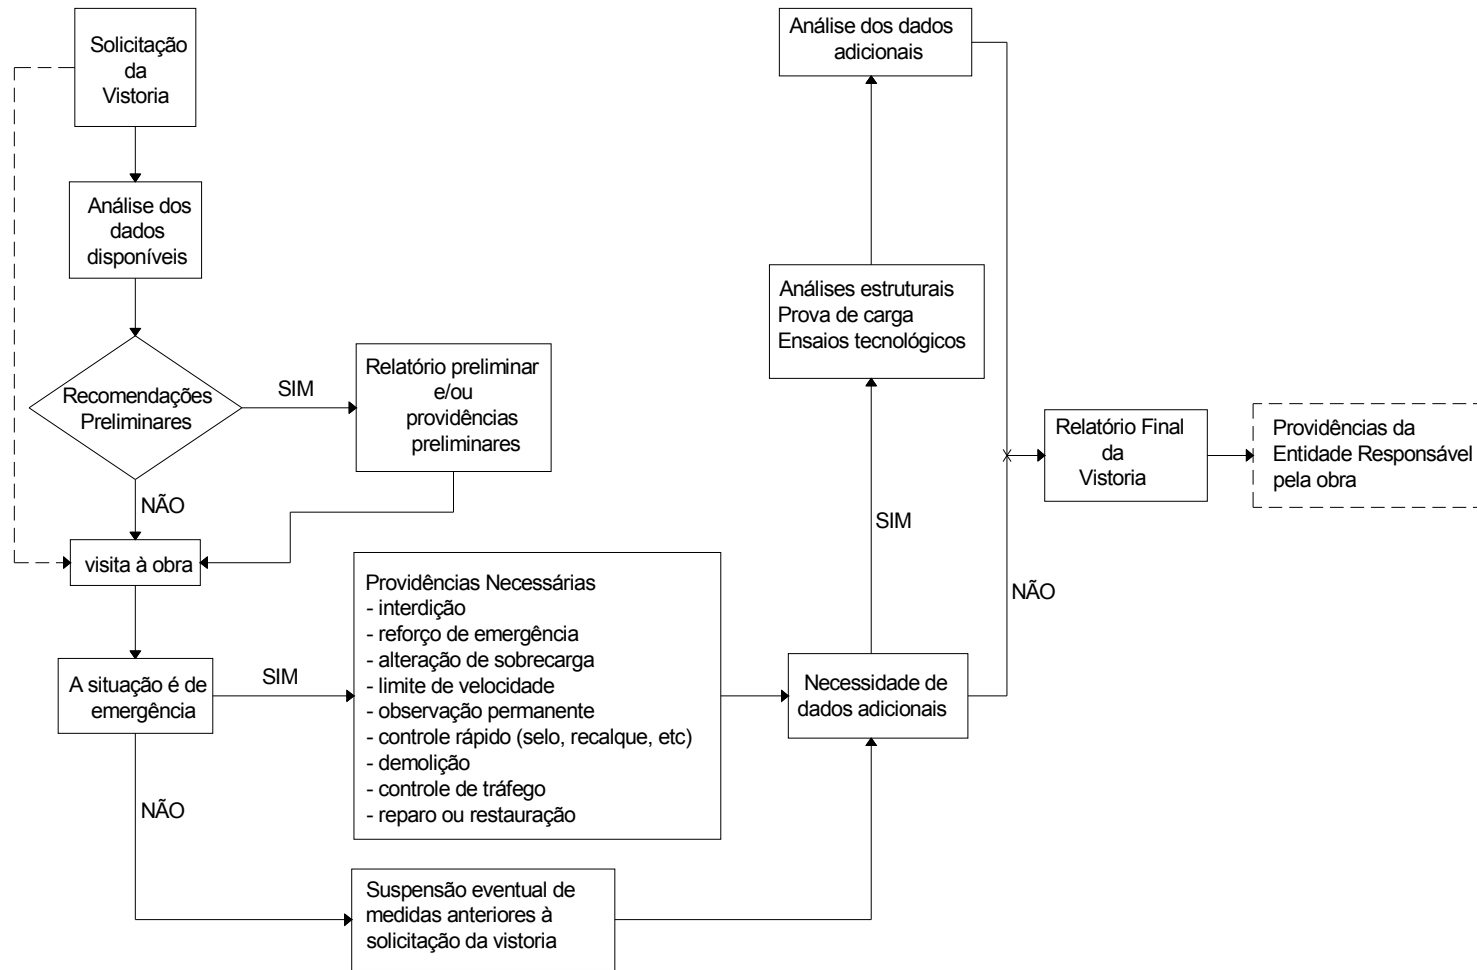 Solicitação
da
Vistoria
Análise dos
dados
disponíveis
Recomendações
Preliminares
SIM
Relatório preliminar
e/ou
providências
preliminares
NÃO
visita à obra
A situação é de
emergência
SIM
Providências Necessárias
- interdição
- reforço de emergência
- alteração de sobrecarga
- limite de velocidade
- observação permanente
- controle rápido (selo, recalque, etc)
- demolição
- controle de tráfego
- reparo ou restauração
NÃO
Suspensão eventual de
medidas anteriores à
solicitação da vistoria
Necessidade de
dados adicionais
SIM
Análises estruturais
Prova de carga
Ensaios tecnológicos
Análise dos dados
adicionais
NÃO
Relatório Final
da
Vistoria
Providências da
Entidade Responsável
pela obra